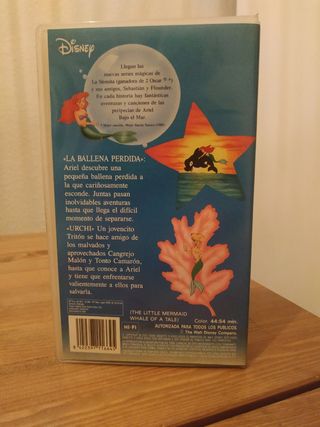 Disney
Llegan las
nuevas series mágicas de
La Sirenita (ganadora de 2 Oscar ® *)
y sus amigos, Sebastián y Flounder.
En cada historia hay fantásticas
aventuras y canciones de las
peripecias de Ariel
Bajo el Mar.
«LA BALLENA PERDIDA»:
Ariel descubre una
pequeña ballena perdida a
la que cariñosamente
esconde. Juntas pasan
inolvidables aventuras
hasta que llega el difícil
momento de separarse.
«URCHI» Un jovencito
Tritón se hace amigo de
los malvados y
aprovechados Cangrejo
Malón y Tonto Camarón,
hasta que conoce a Ariel
y tiene que enfrentarse
valientemente a ellos para
salvarla.
(THE LITTLE MERMAID
WHALE OF A TALE)
Color. 44:54 min.
HI-FI
AUTORIZADA PARA TODOS LOS PUBLICOS
© The Walt Disney Company.